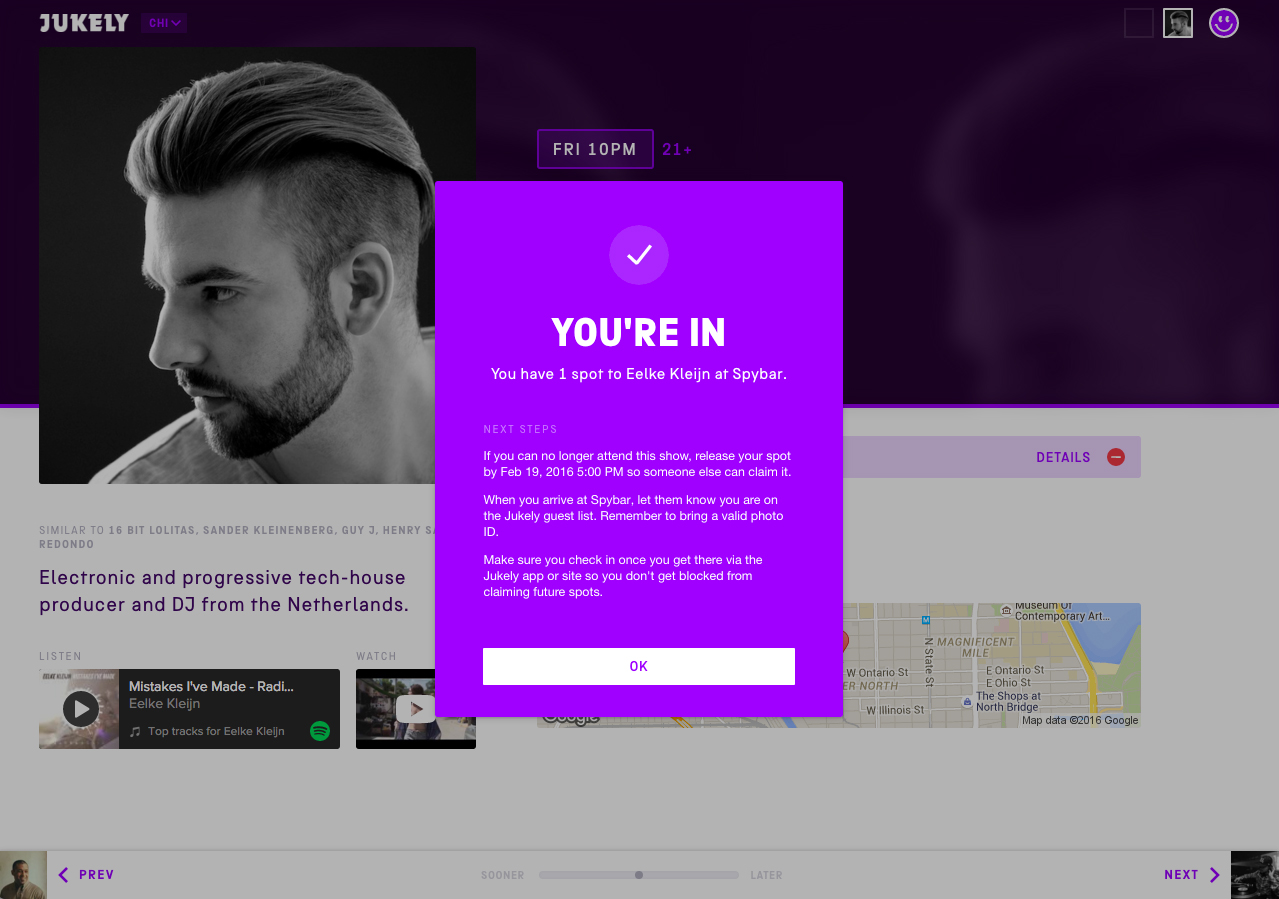 JUKELY
CHI
FRI 10PM
21+
YOU'RE IN
You have 1 spot to Eelke Kleijn at Spybar.
NEXT STEPS
If you can no longer attend this show, release your spot
by Feb 19, 2016 5:00 PM so someone else can claim it.
When you arrive at Spybar, let them know you are on
the Jukely guest list. Remember to bring a valid photo
ID.
Make sure you check in once you get there via the
Jukely app or site so you don't get blocked from
claiming future spots.
OK
DETAILS
SIMILAR TO 16 BIT LOLITAS, SANDER KLEINENBERG, GUY J, HENRY
REDONDO
Electronic and progressive tech-house
producer and DJ from the Netherlands.
LISTEN
EELKE KLEIJN
Mistakes I've Made - Radi...
Eelke Kleijn
Top tracks for Eelke Kleijn
WATCH
Museum Of
Contemporary Art...
M
N State St
MAGNIFICENT
MILE
W Ontario St
E Ontario St
E Ohio St
ER NORTH
The Shops at
North Bridge
W Illinois St
Google
Map data ©2016 Google
PREV
SOONER
LATER
NEXT